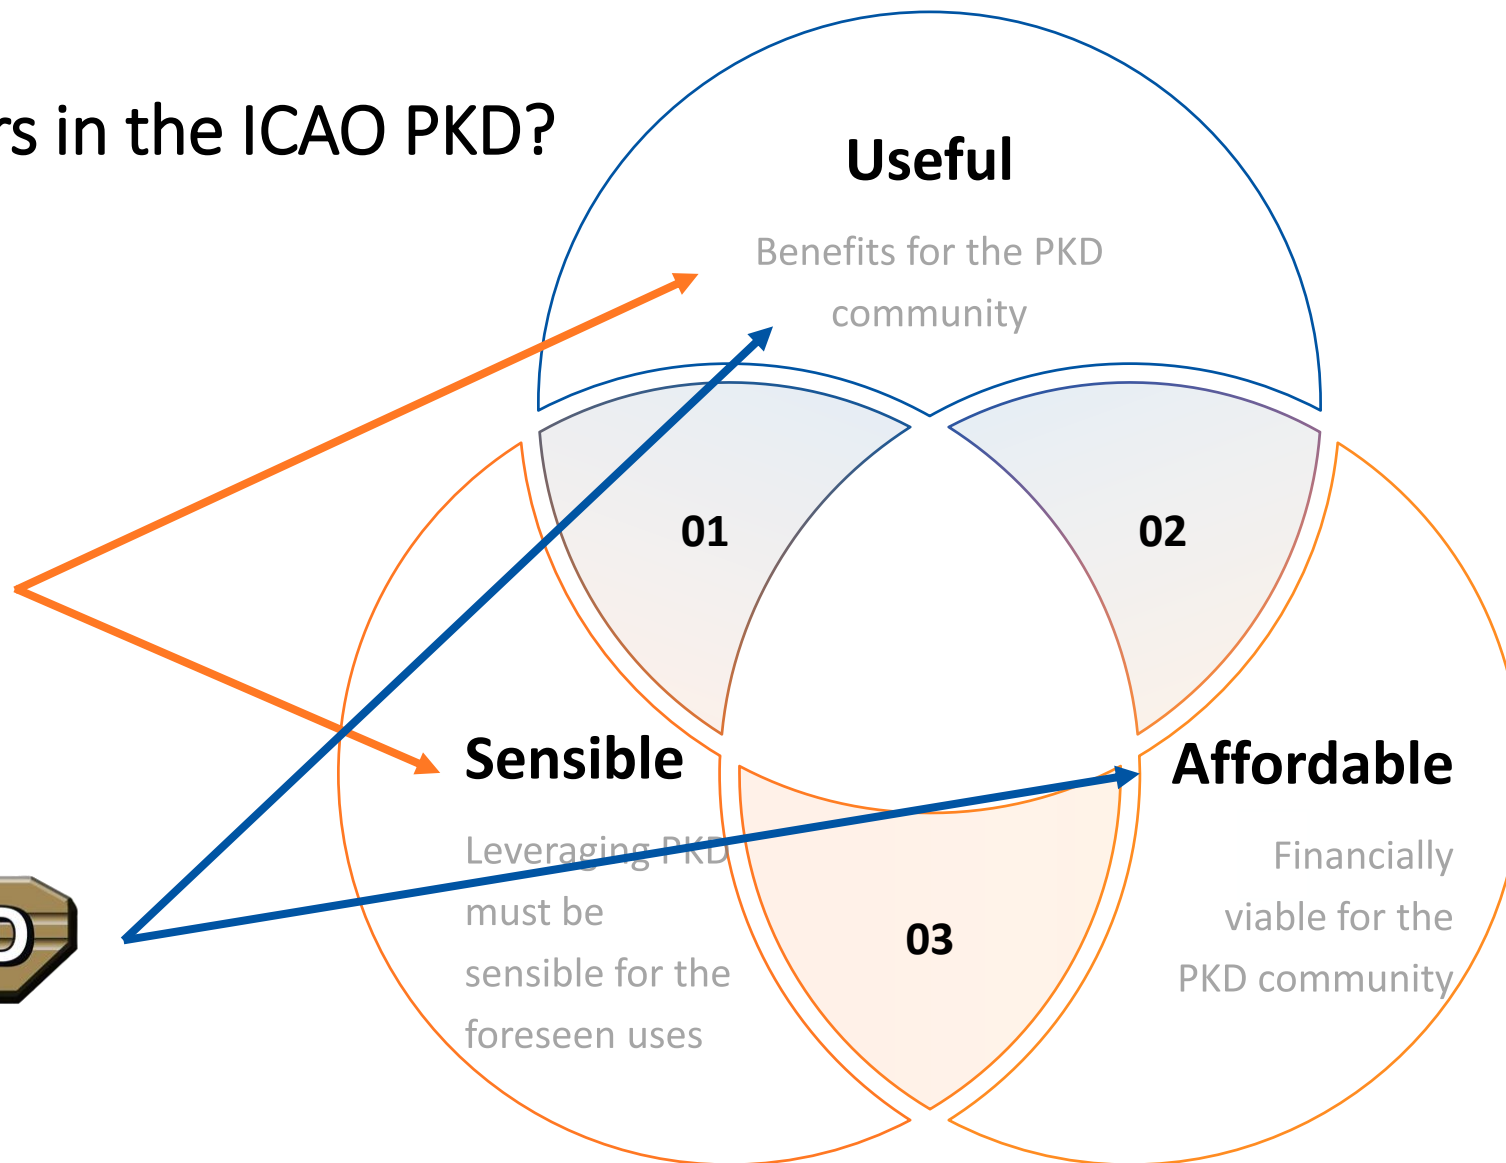 rs in the ICAO PKD?
Useful
Benefits for the PKD
community
01
02
Sensible
Leveraging PKD
must be
sensible for the
foreseen uses
Affordable
Financially
viable for the
PKD community
03